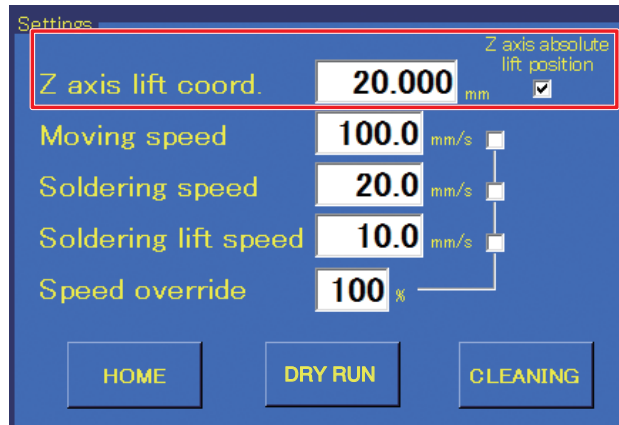 Settings
Z axis absolute
lift position
Z axis lift coord. 20.000 mm
Moving speed 100.0 mm/s
Soldering speed 20.0 mm/s
Soldering lift speed 10.0 mm/s
Speed override 100 %
HOME DRY RUN CLEANING